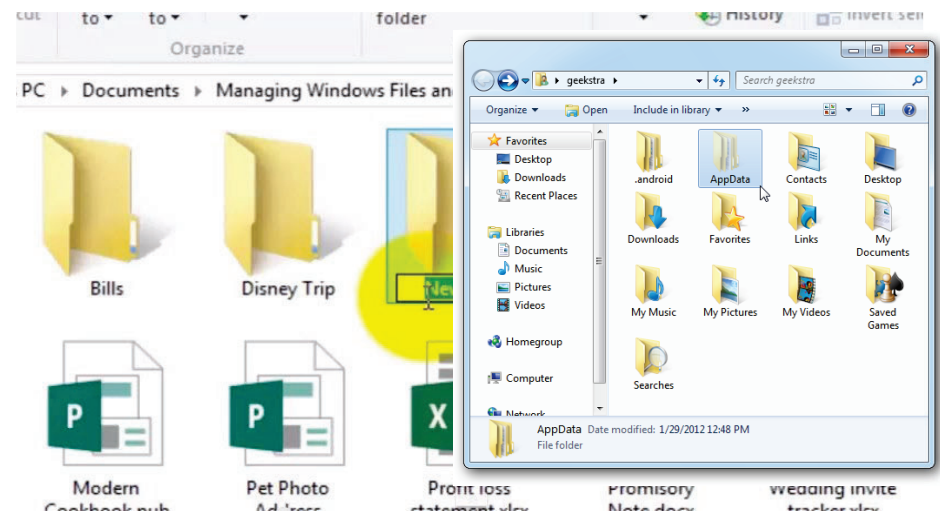 to to
folder
History
Invert
Organize
PC Documents Managing Windows Files an
Bills
Disney Trip
Modern
Pet Photo
Profit loss
Promisory
Wedding Invite
geekstra
Search geekstra
Organize Open Include in library »
Favorites
Desktop
Downloads
Recent Places
Libraries
Documents
Music
Pictures
Videos
Homegroup
Computer
Network
.android
AppData
Contacts
Desktop
Downloads
Favorites
Links
My
Documents
My Music
My Pictures
My Videos
Saved
Games
Searches
AppData Date modified: 1/29/2012 12:48 PM
File folder